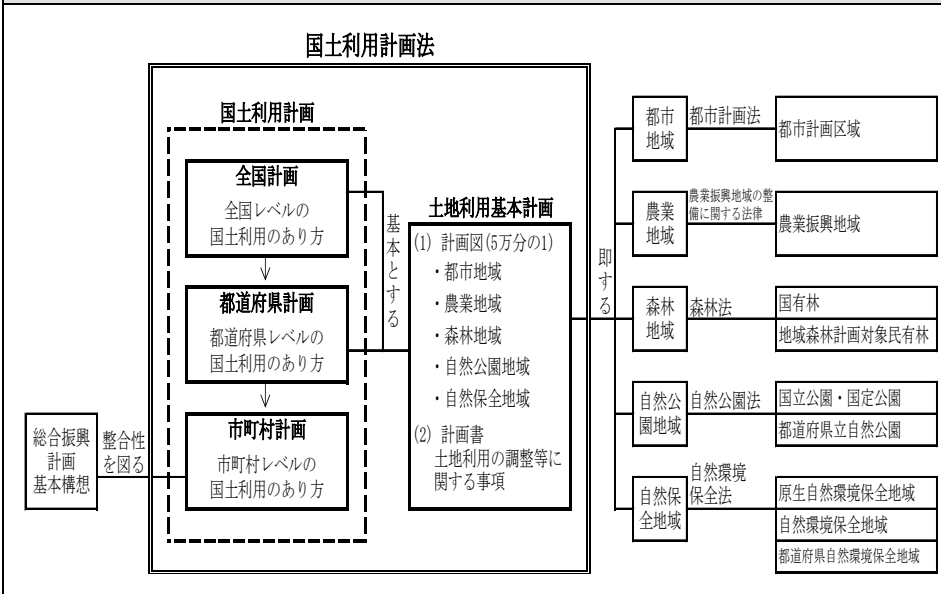 国土利用計画法
国土利用計画
全国計画
全国レベルの
国土利用のあり方
都道府県計画
都道府県レベルの
国土利用のあり方
市町村計画
市町村レベルの
国土利用のあり方
総合振興
計画
基本構想
整合性
を図る
基本とする
土地利用基本計画
(1) 計画図(5万分の1)
・都市地域
・農業地域
・森林地域
・自然公園地域
・自然保全地域
(2) 計画書
土地利用の調整等に
関する事項
即する
都市
地域
都市計画法
都市計画区域
農業
地域
農業振興地域の整
備に関する法律
農業振興地域
森林
地域
森林法
国有林
地域森林計画対象民有林
自然公
園地域
自然公園法
国立公園・国定公園
都道府県立自然公園
自然保
全地域
自然環境
保全法
原生自然環境保全地域
自然環境保全地域
都道府県自然環境保全地域